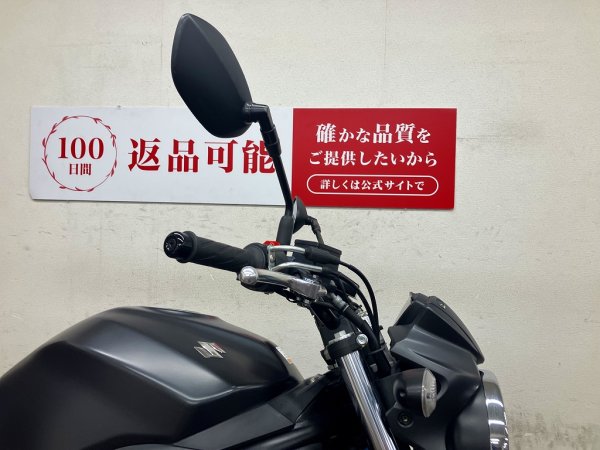 100
日間
返品可能
確かな品質を
ご提供したいから
詳しくは公式サイトで